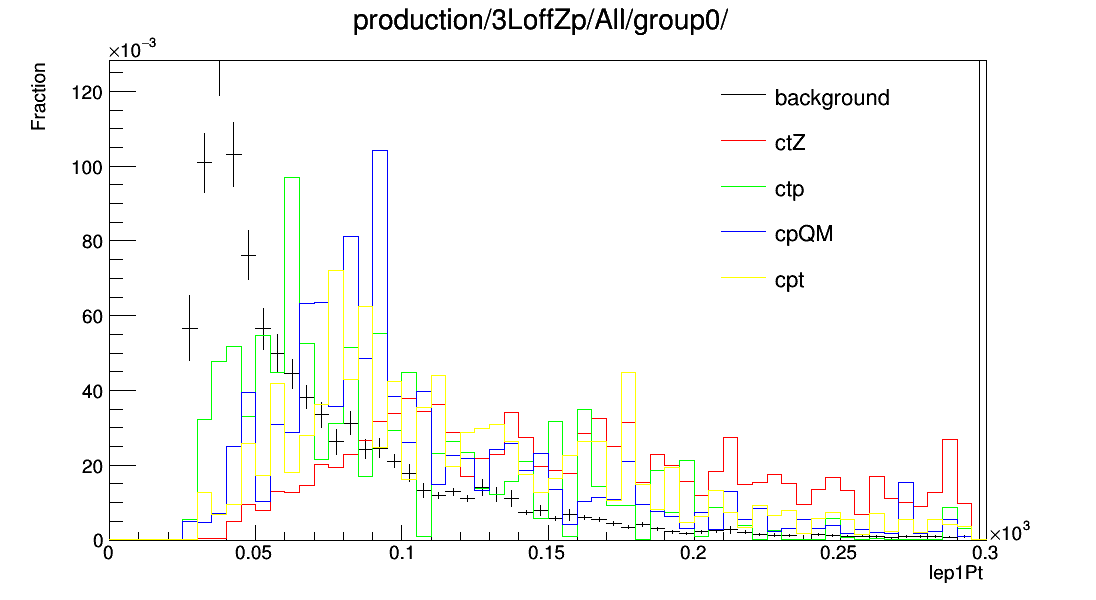 production/3LoffZp/All/group0/
×10⁻³
Fraction
120
100
80
60
40
20
0
background
ctZ
ctp
cpQM
cpt
0 0.05 0.1 0.15 0.2 0.25 0.3
×10³
lep1Pt